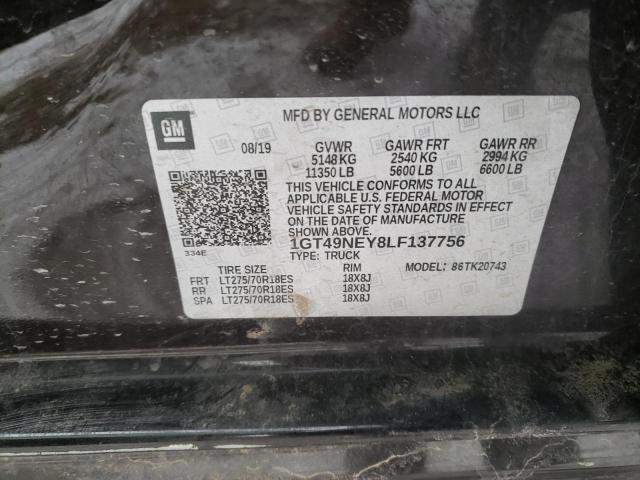 MFD BY GENERAL MOTORS LLC
GM
08/19 GVWR GAWR FRT GAWR RR
5148 KG 2540 KG 2994 KG
11350 LB 5600 LB 6600 LB
THIS VEHICLE CONFORMS TO ALL
APPLICABLE U.S. FEDERAL MOTOR
VEHICLE SAFETY STANDARDS IN EFFECT
ON THE DATE OF MANUFACTURE
SHOWN ABOVE.
334E
1GT49NEY8LF137756
TYPE: TRUCK MODEL: 86TK20743
TIRE SIZE RIM
FRT LT275/70R18ES 18X8J
RR LT275/70R18ES 18X8J
SPA LT275/70R18ES 18X8J